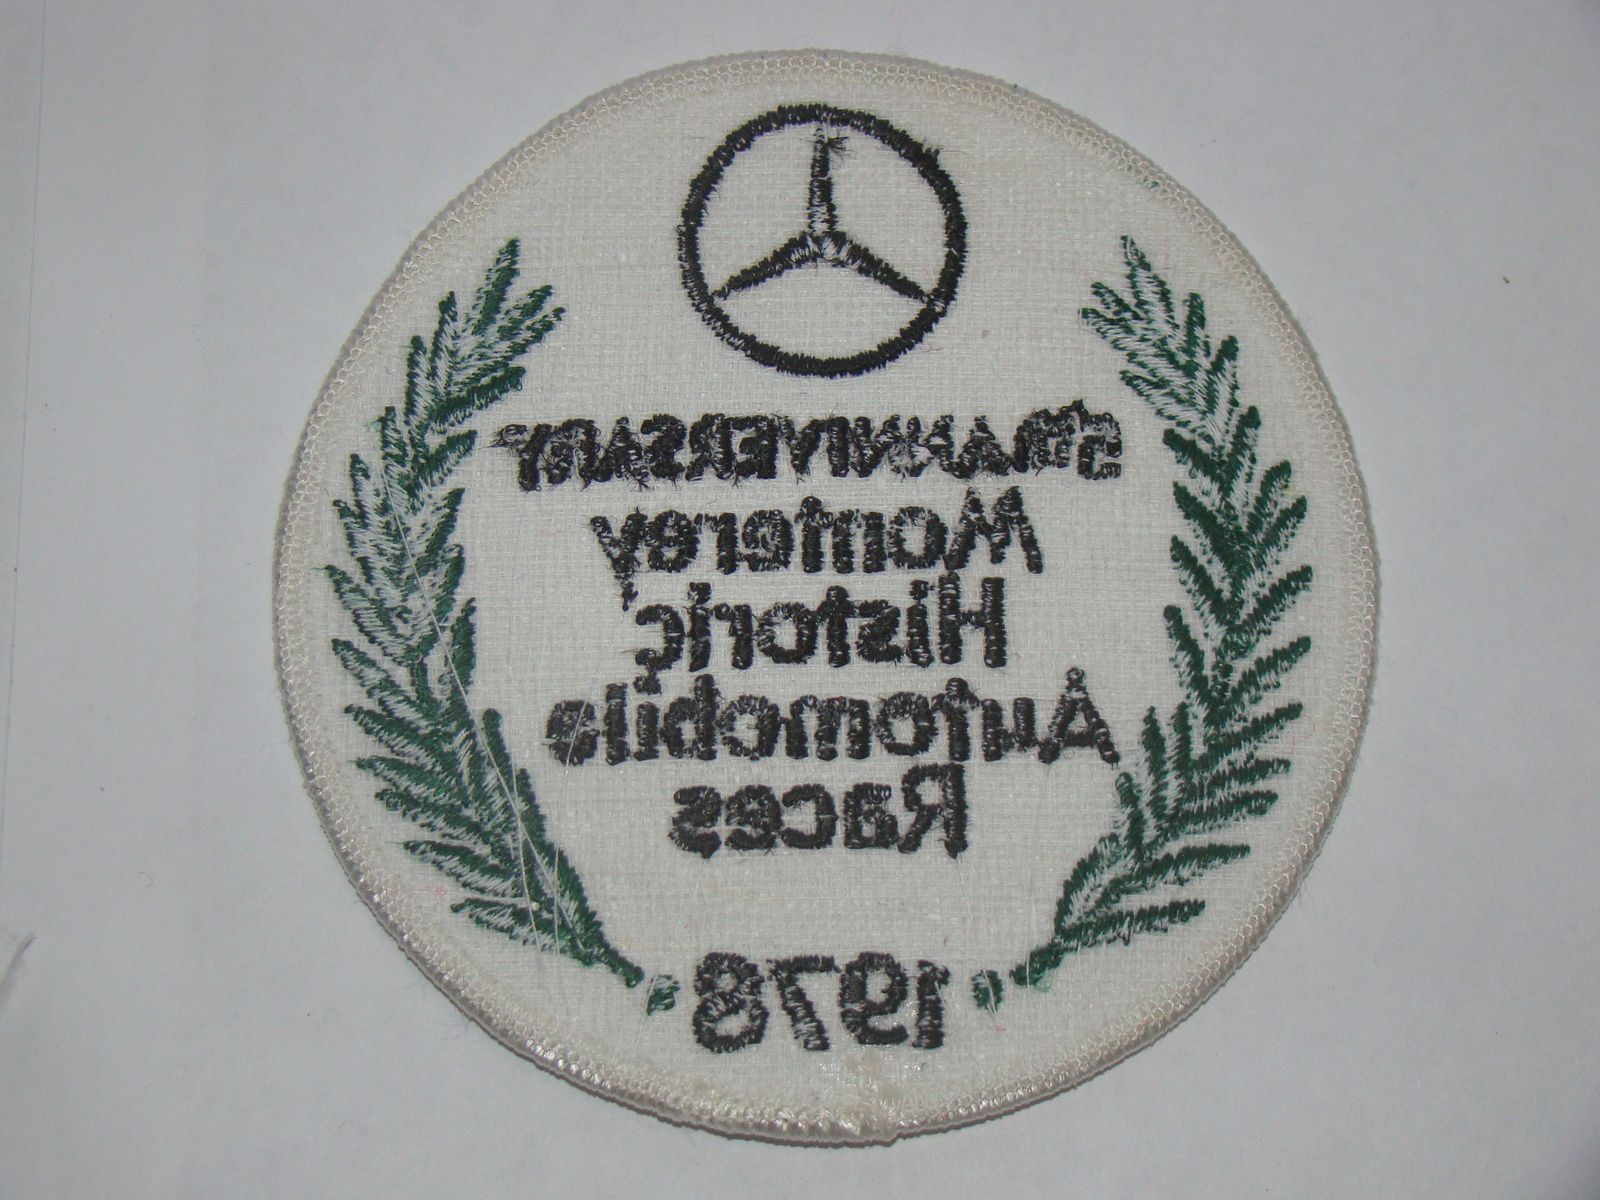 5th ANNIVERSARY
Monterey
Historic
Automobile
Races
1978